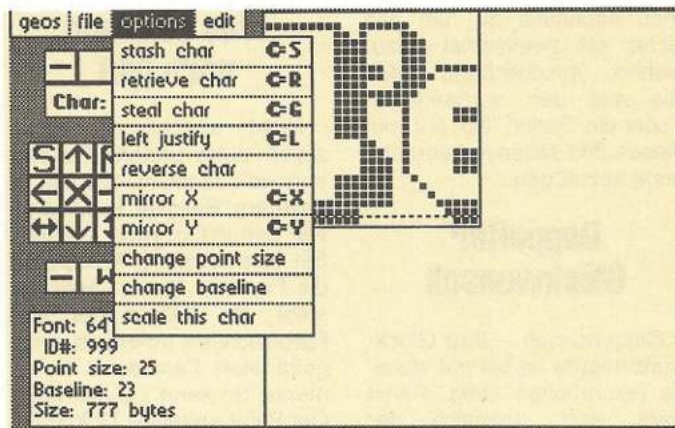 geos file options edit
stash char C=S
retrieve char C=R
Char: steal char C=G
left justify C=L
S reverse char
X mirror X C=X
mirror Y C=Y
change point size
change baseline
scale this char
Font: 64
ID#: 999
Point size: 25
Baseline: 23
Size: 777 bytes